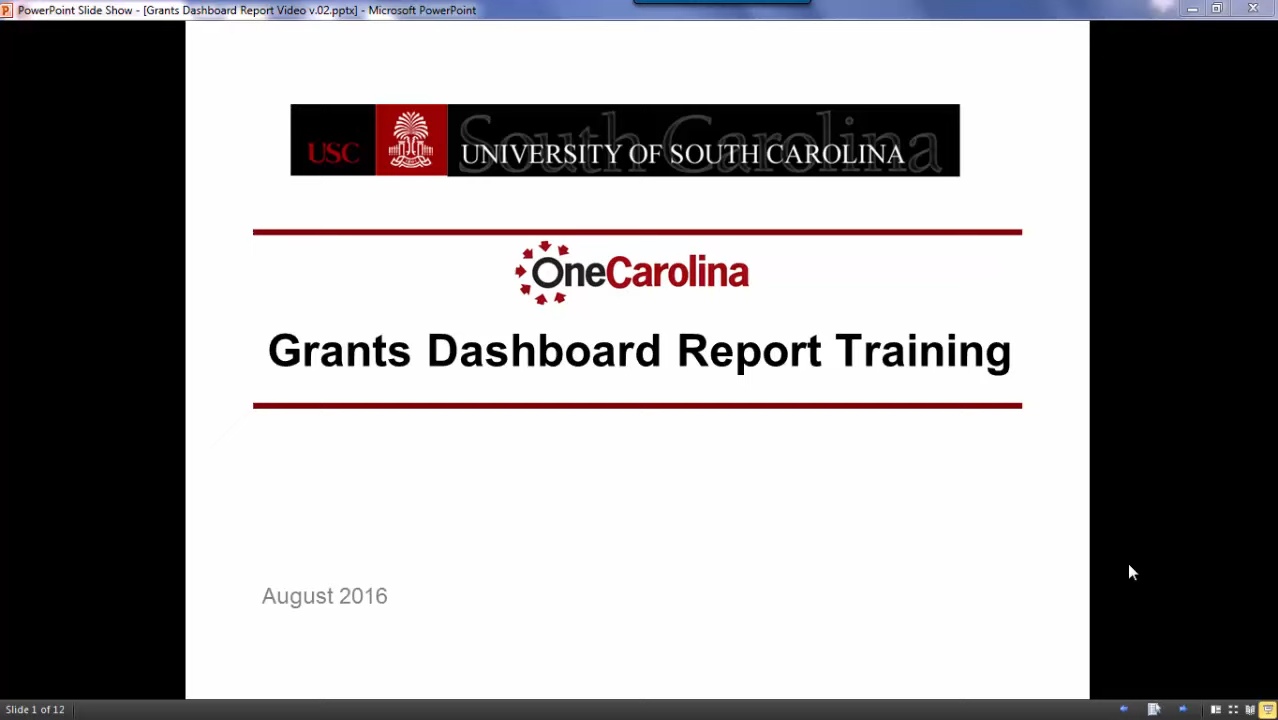 PowerPoint Slide Show - [Grants Dashboard Report Video v.02.pptx] - Microsoft PowerPoint
South Carolina
USC UNIVERSITY OF SOUTH CAROLINA
OneCarolina
Grants Dashboard Report Training
August 2016
Slide 1 of 12